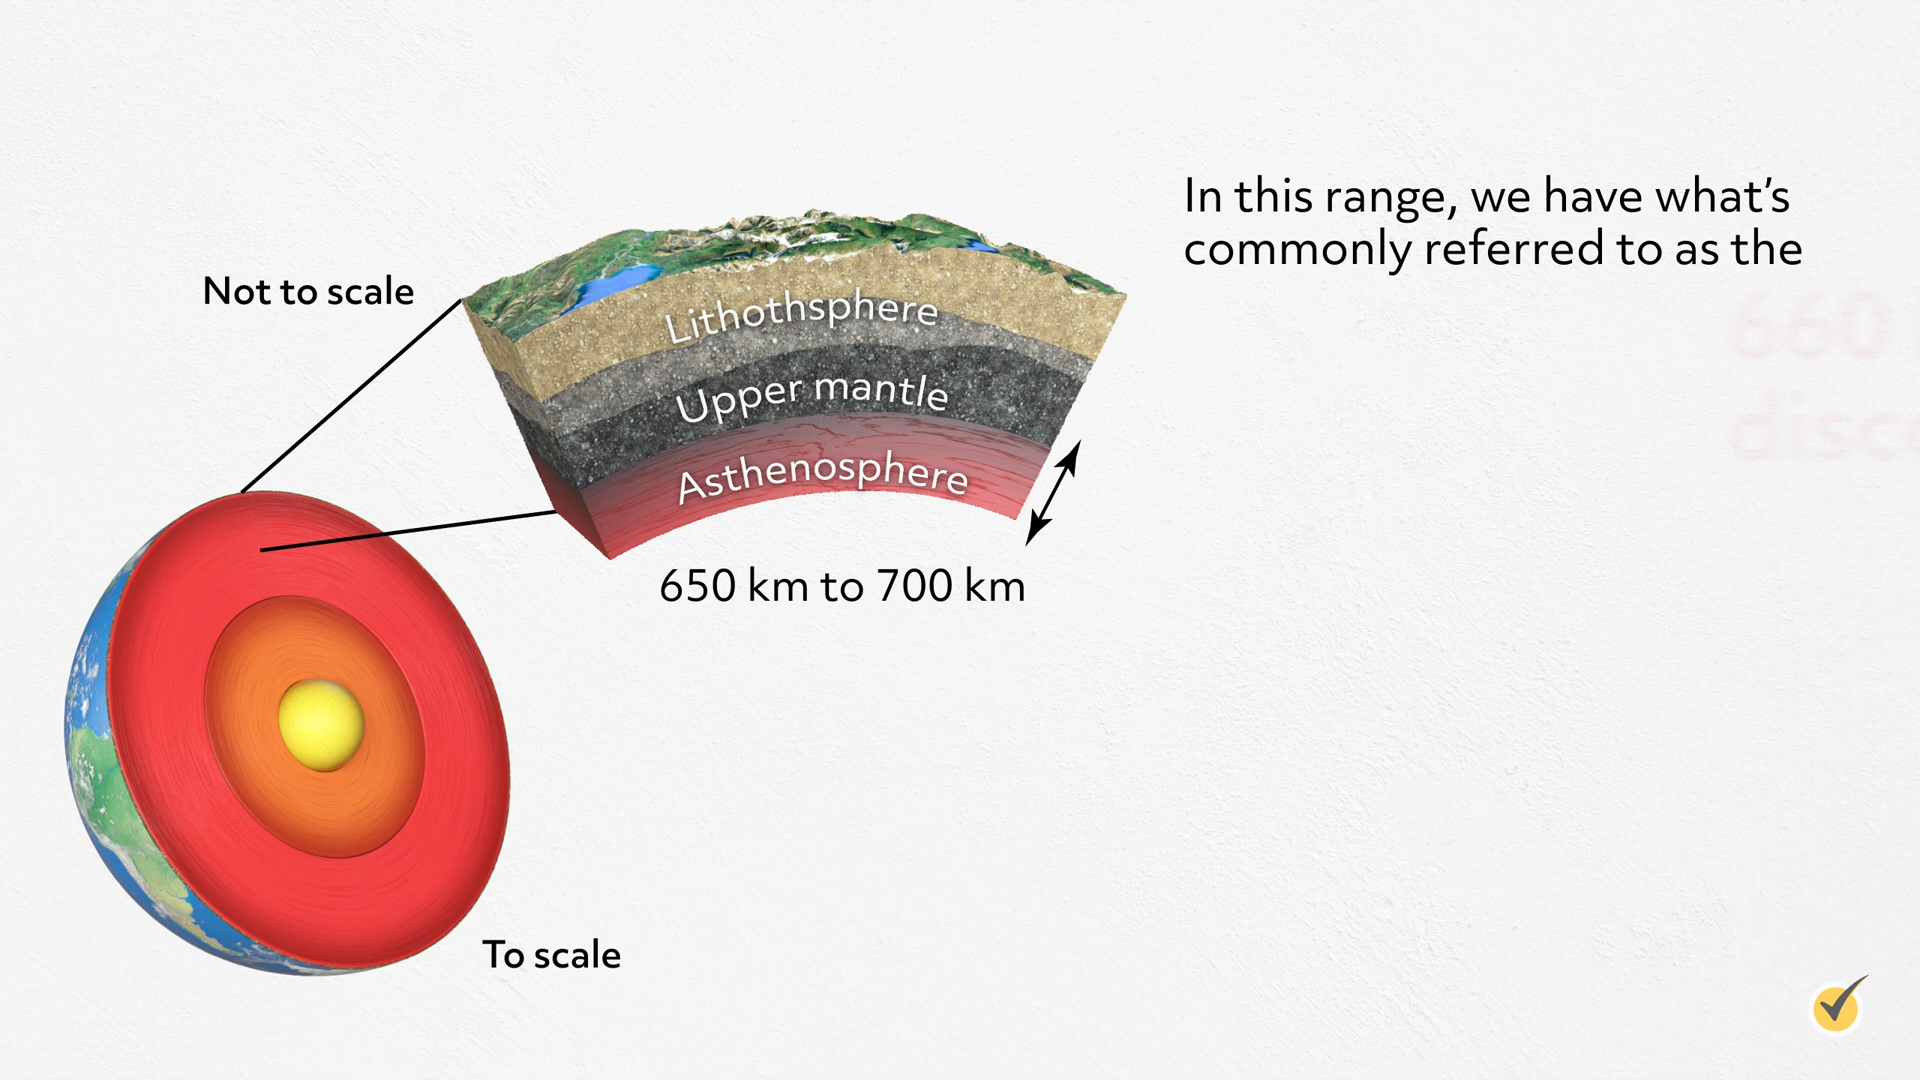 In this range, we have what's
commonly referred to as the
660
Not to scale
Lithothsphere
Upper mantle
Asthenosphere
650 km to 700 km
To scale